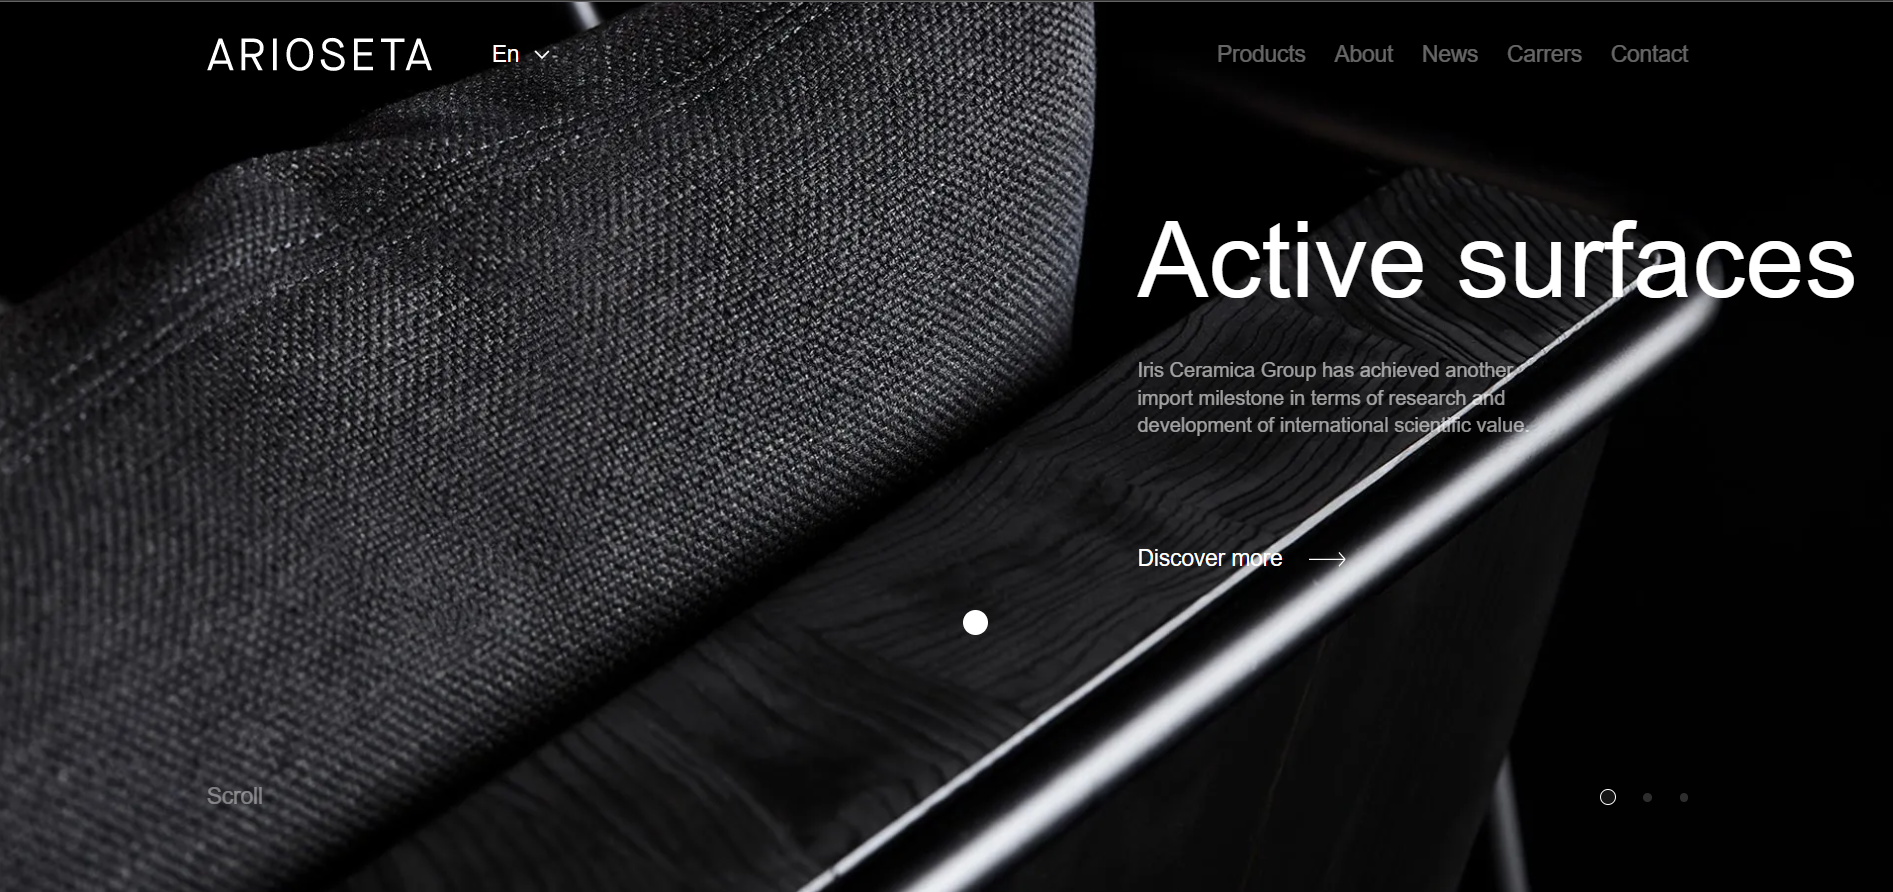 ARIOSETA
En
Products About News Carrers Contact
Active surfaces
Iris Ceramica Group has achieved another
import milestone in terms of research and
development of international scientific value.
Discover more
Scroll